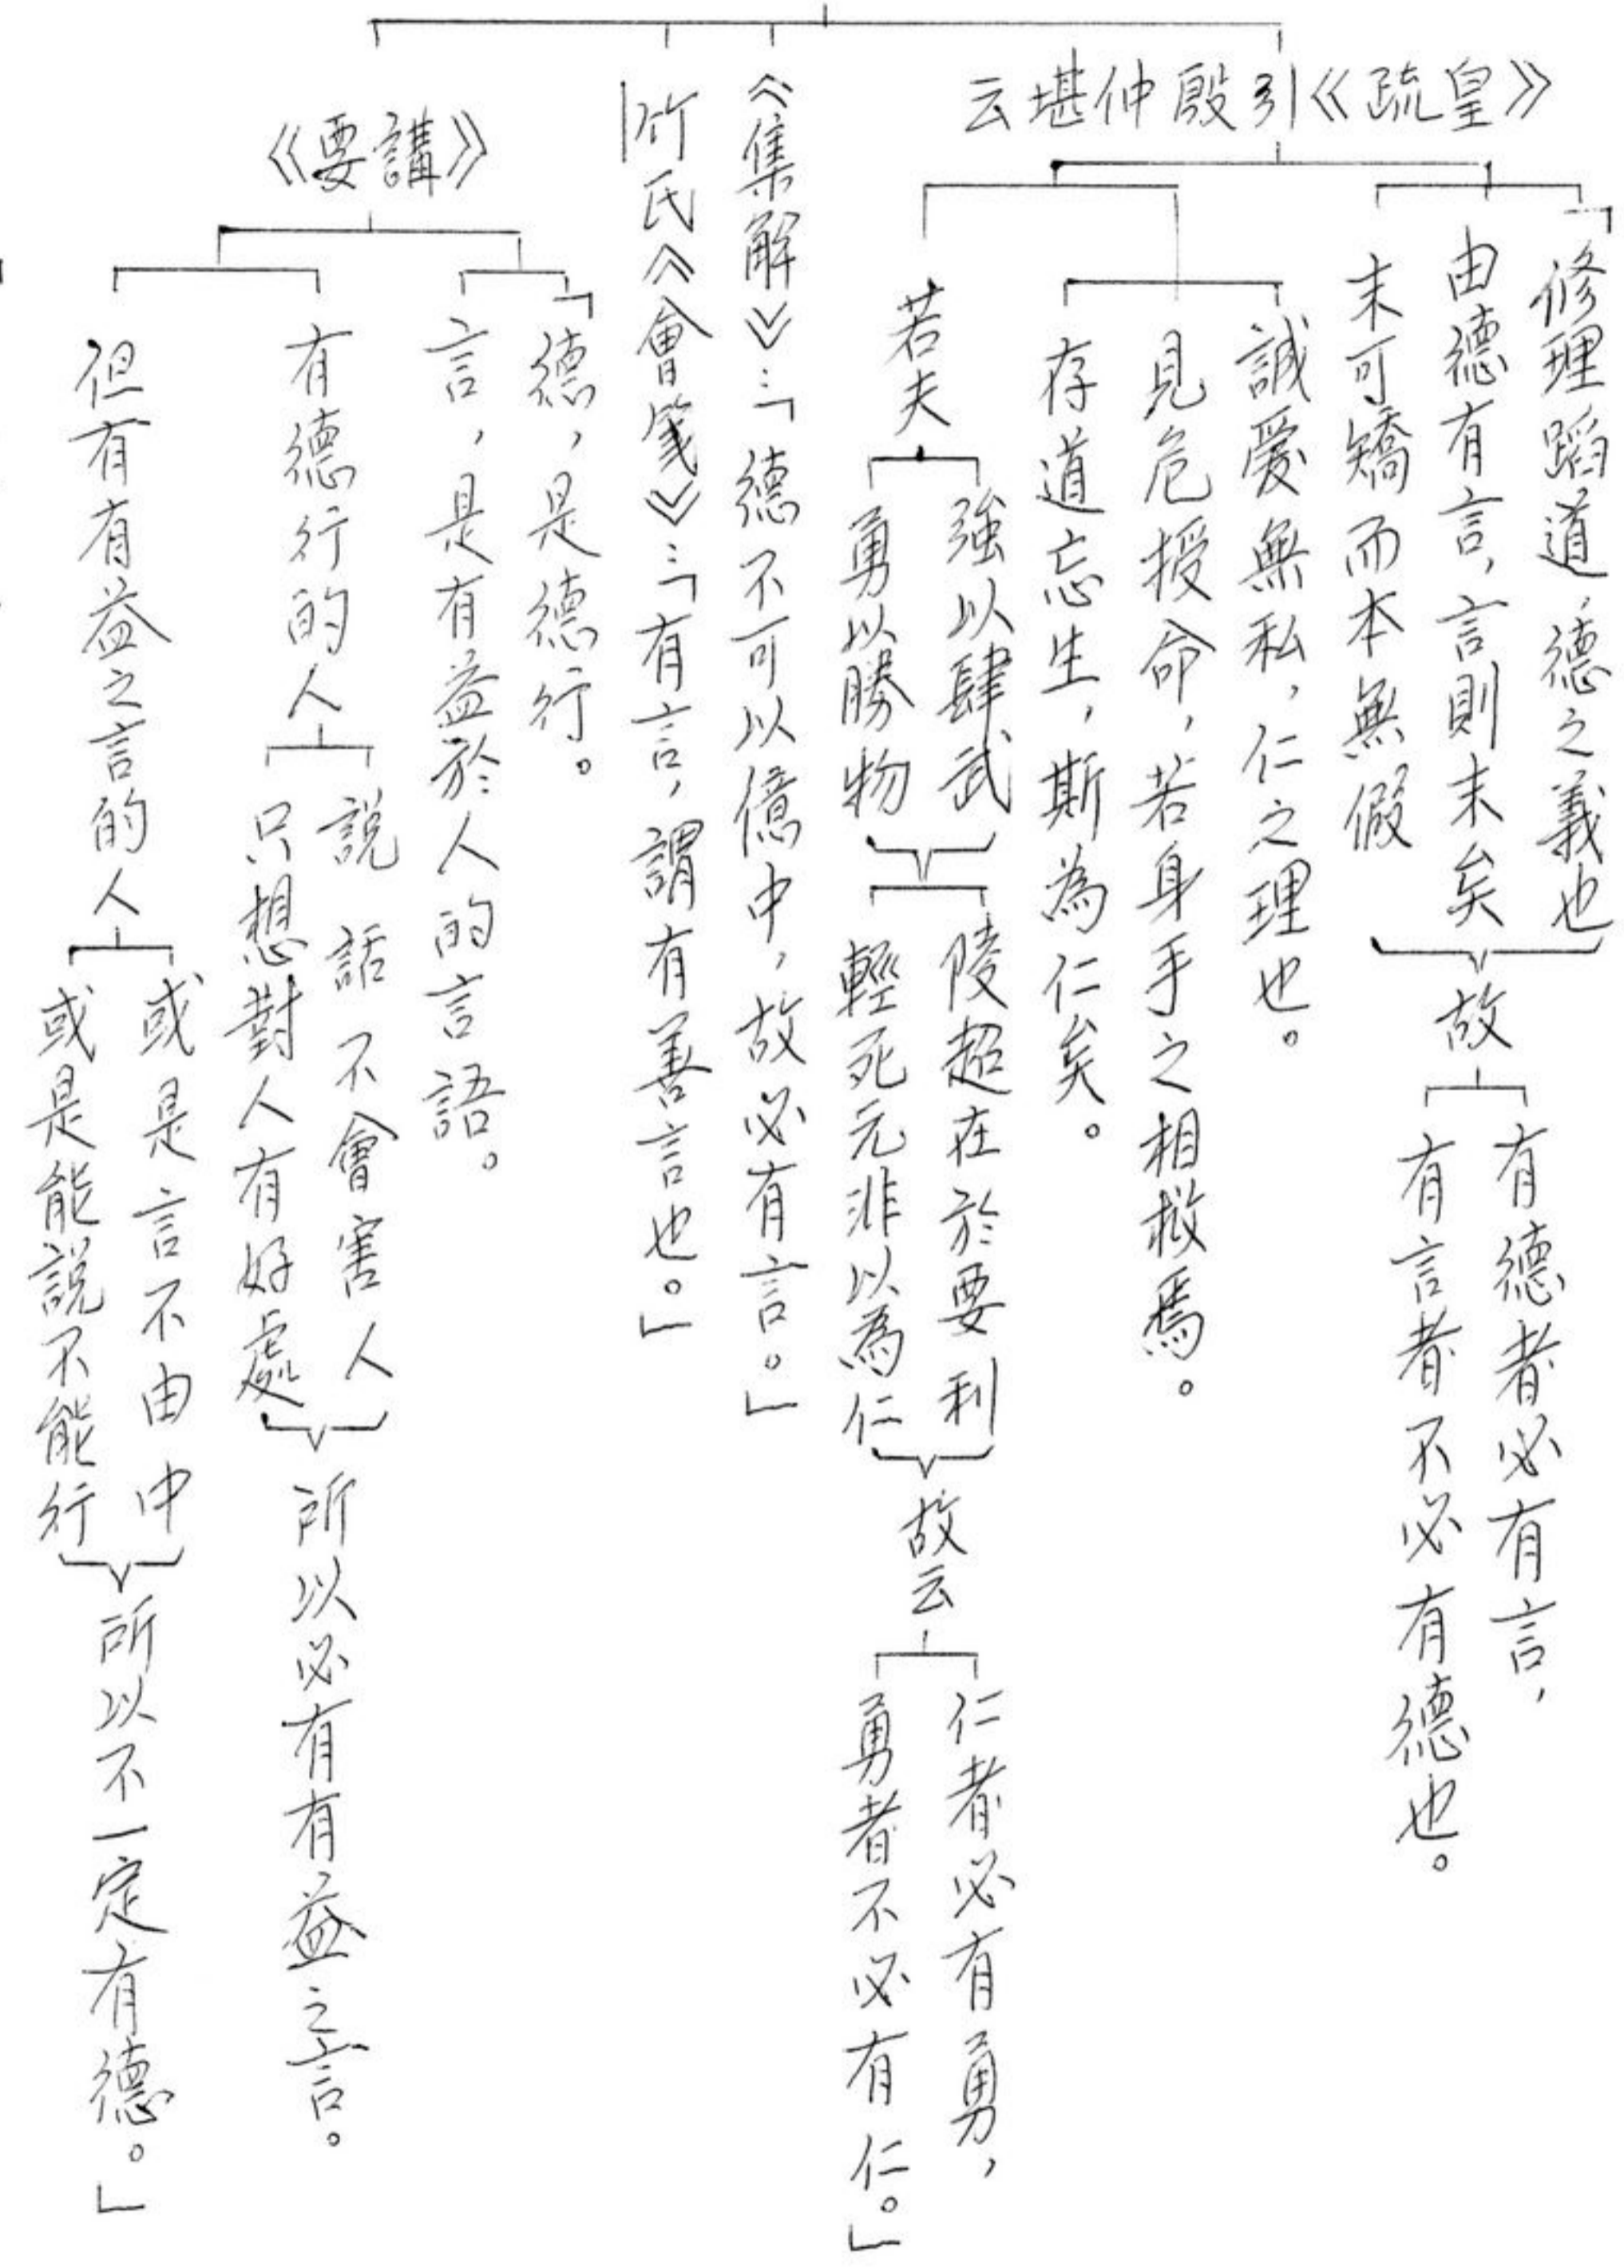 《皇疏》引殷仲堪云
「修理蹈道，德之義也
由德有言，言則末矣
末可矯而本無假
故
有德者必有言，
有言者不必有德也。
誠愛無私，仁之理也。
見危授命，若身手之相救焉。
存道忘生，斯為仁矣。
若夫
強以肆武
勇以勝物
陵超在於要利
輕死元非以為仁
故云
仁者必有勇，
勇者不必有仁。」
《集解》：「德不可以億中，故必有言。」
竹氏《會箋》：「有言，謂有善言也。」
《講要》
「德，是德行。
言，是有益於人的言語。
有德行的人
說話不會害人
只想對人有好處
所以必有有益之言。
但有有益之言的人
或是言不由中
或是能說不能行
所以不一定有德。」